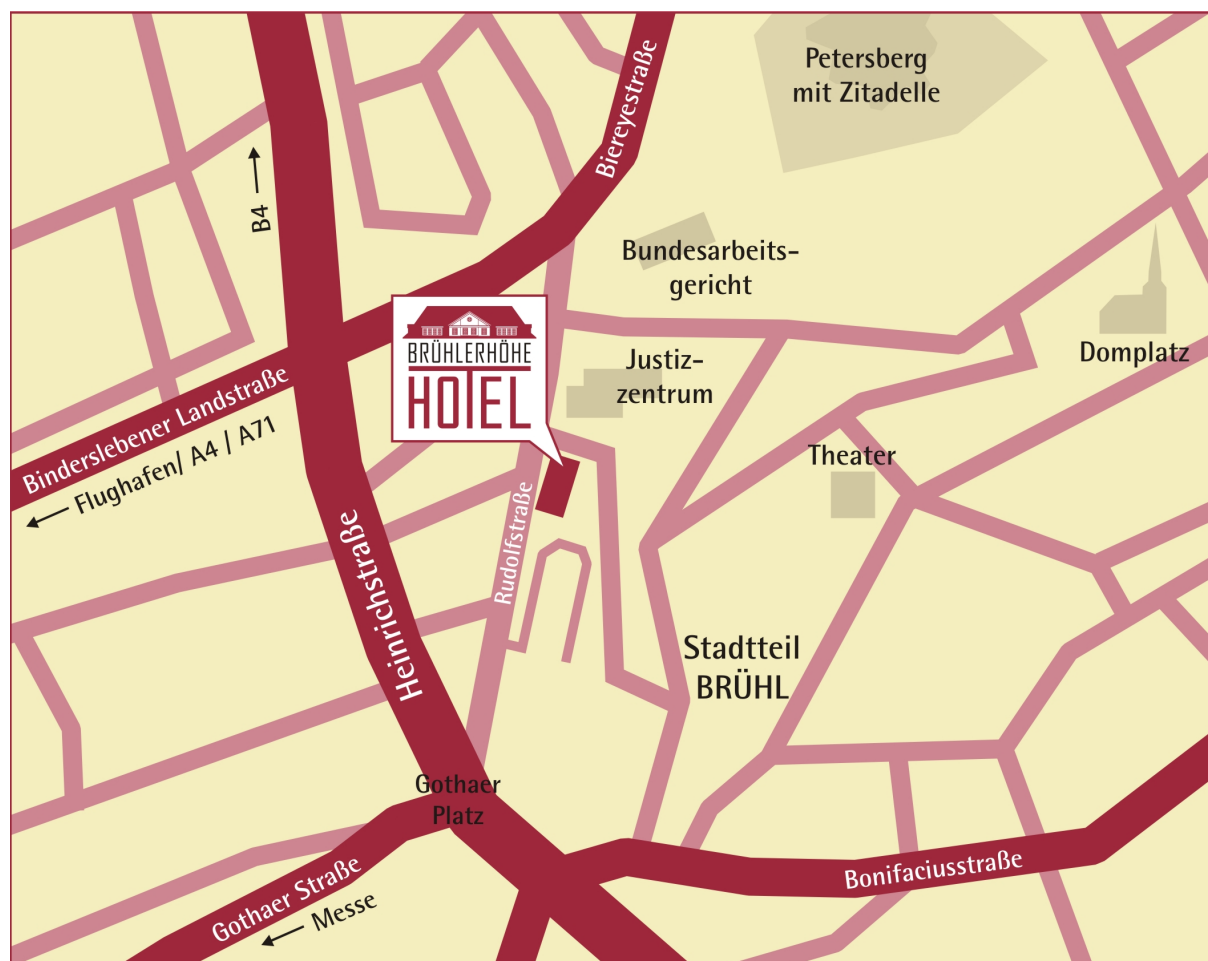 Petersberg
mit Zitadelle
Biereyestraße
B4
Bundesarbeits-
gericht
BRÜHLERHÖHE
HOTEL
Justiz-
zentrum
Domplatz
Binderslebener Landstraße
Flughafen/ A4 / A71
Theater
Heinrichstraße
Rudolfstraße
Stadtteil
BRÜHL
Gothaer
Platz
Gothaer Straße
Messe
Bonifaciusstraße